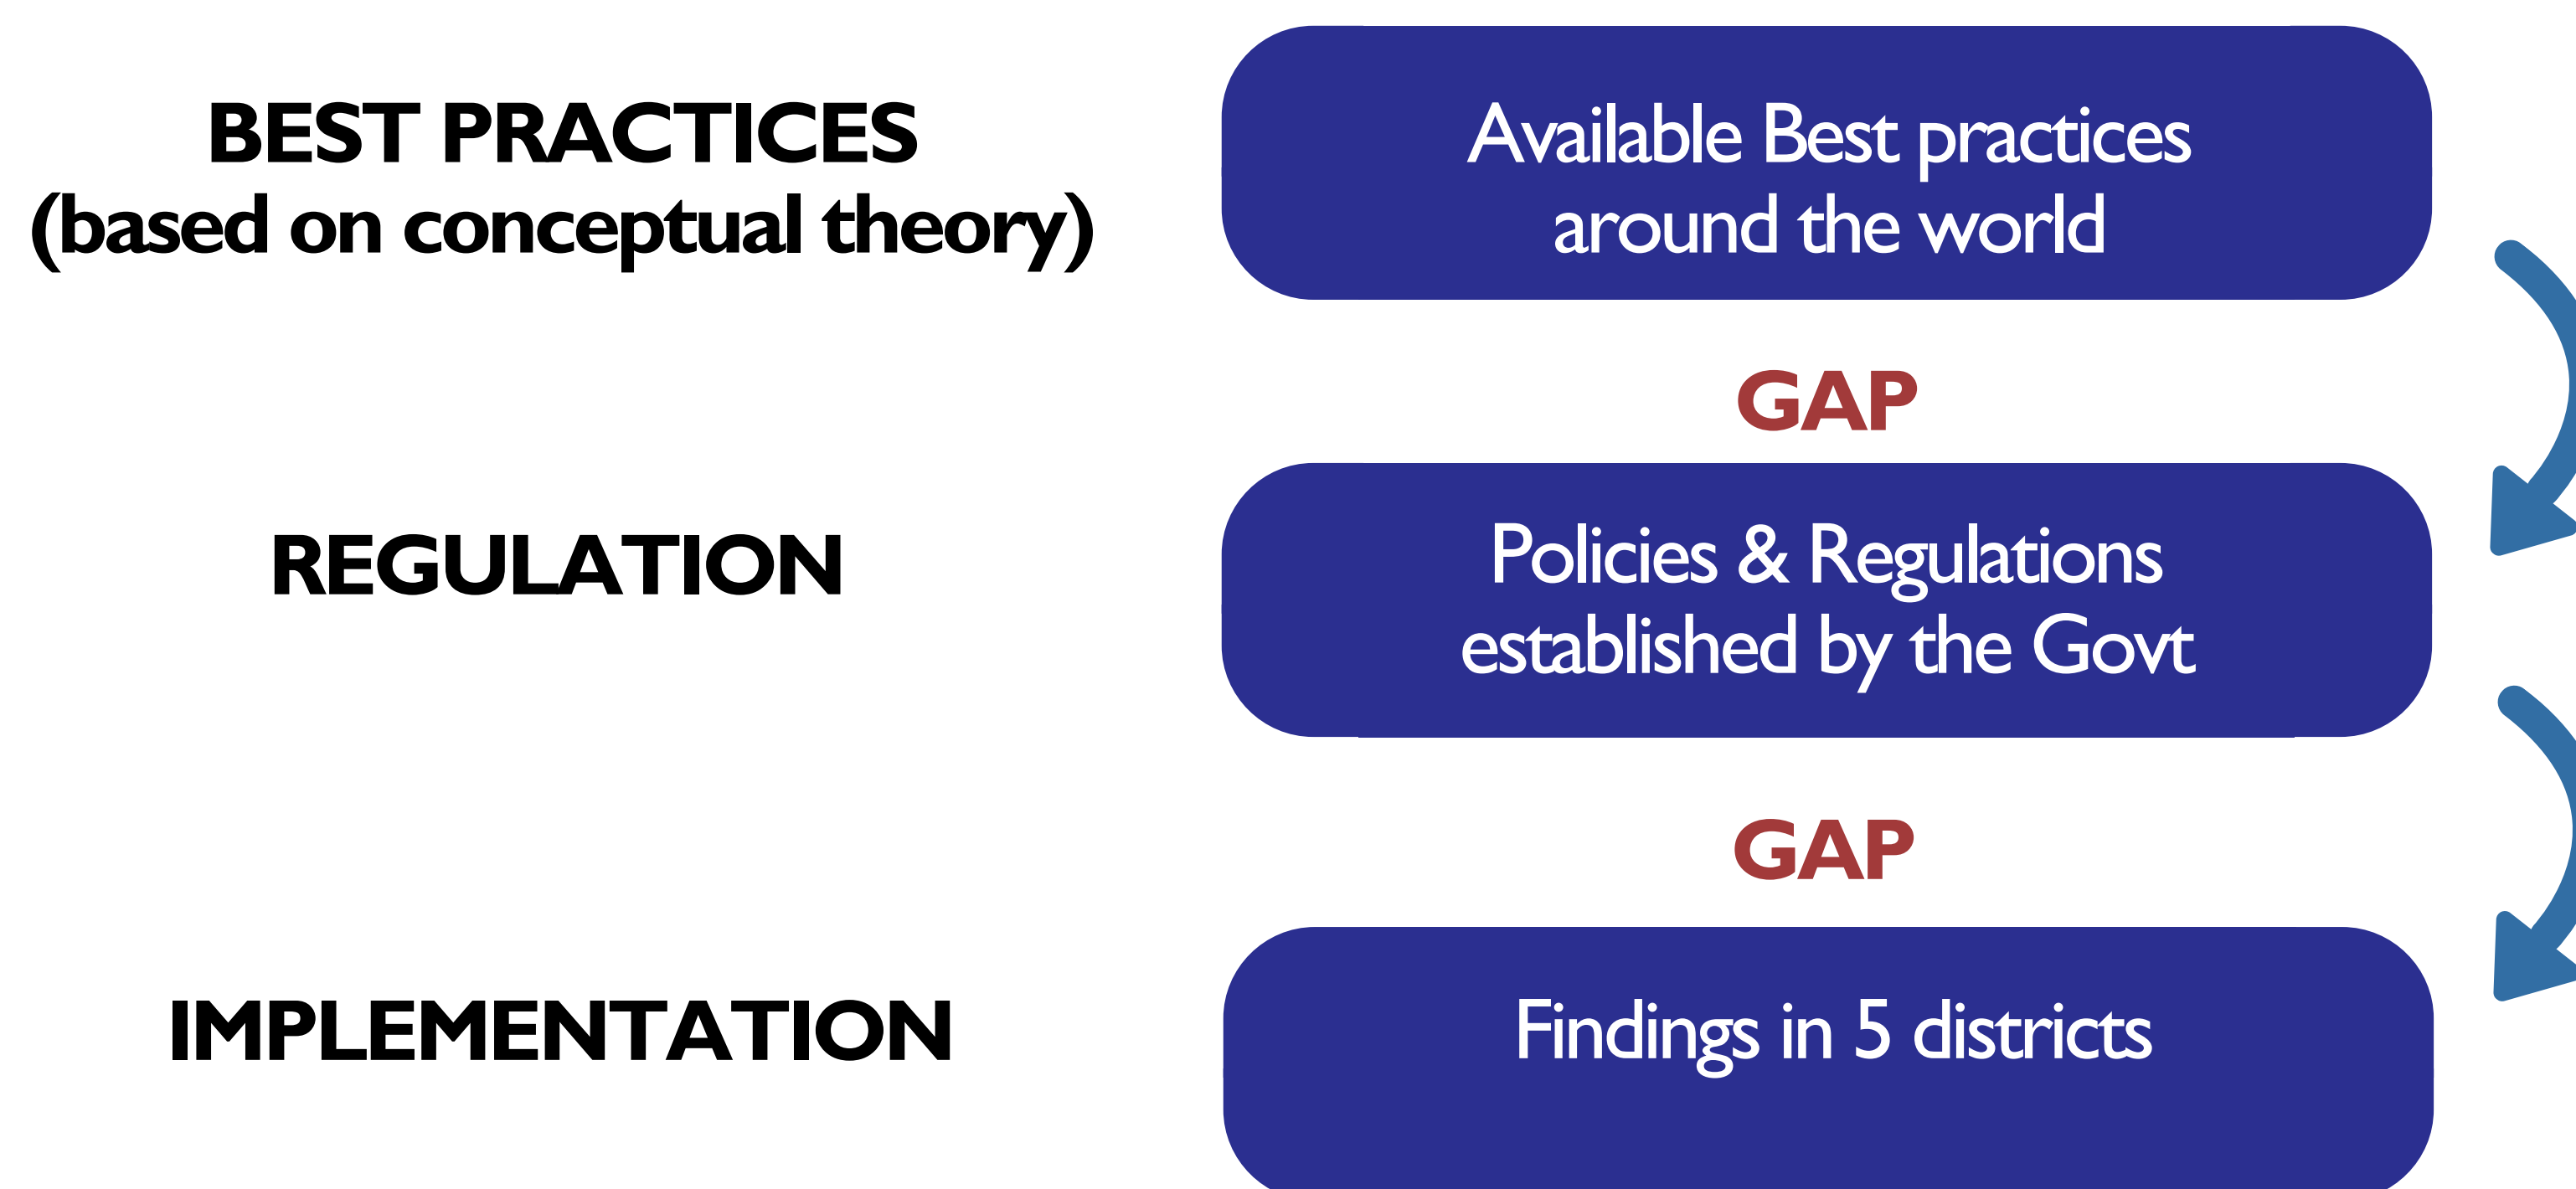 BEST PRACTICES
(based on conceptual theory)
Available Best practices
around the world
GAP
REGULATION
Policies & Regulations
established by the Govt
GAP
IMPLEMENTATION
Findings in 5 districts